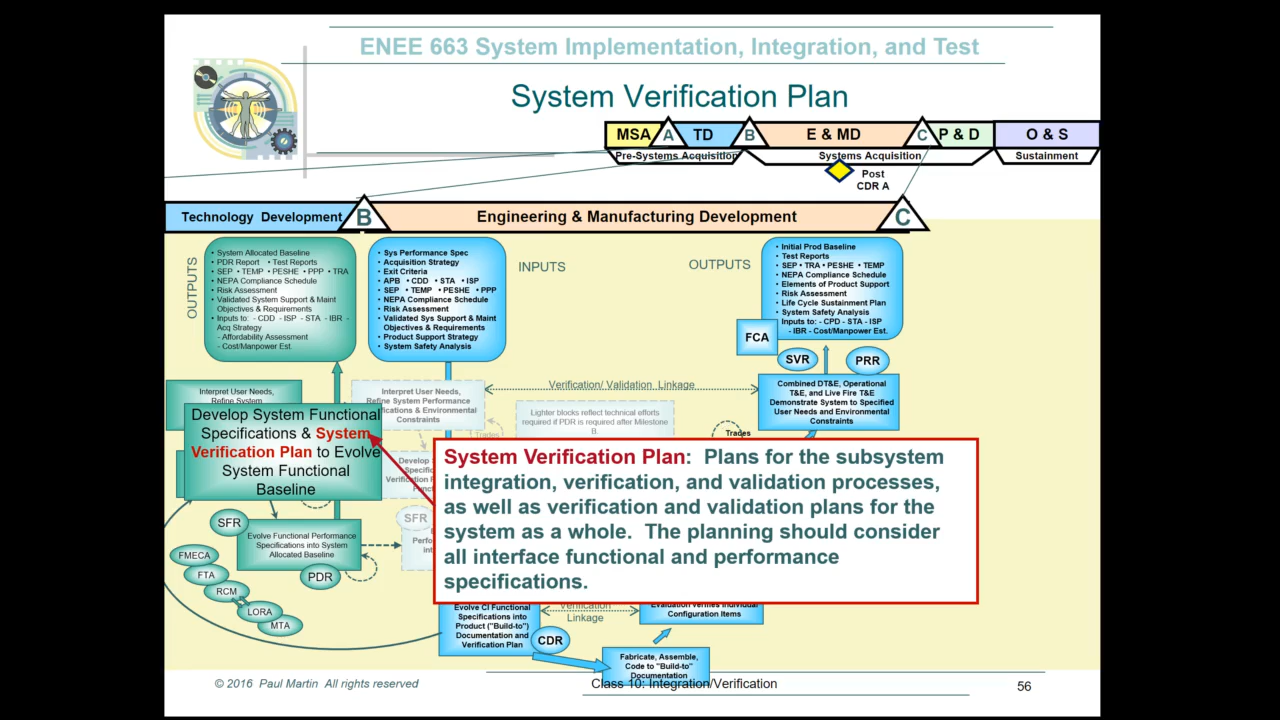 ENEE 663 System Implementation, Integration, and Test
System Verification Plan
MSA A TD B E & MD C P & D O & S
Pre-Systems Acquisition Systems Acquisition Sustainment
Post
CDR A
Technology Development B Engineering & Manufacturing Development C
OUTPUTS
• System Allocated Baseline
• PDR Report • Test Reports
• SEP • TEMP • PESHE • PPP • TRA
• NEPA Compliance Schedule
• Risk Assessment
• Validated System Support & Maint
Objectives & Requirements
• Inputs to: - CDD - ISP - STA - IBR -
Acq Strategy
- Affordability Assessment
- Cost/Manpower Est.
• Sys Performance Spec
• Acquisition Strategy
• Exit Criteria
• APB • CDD • STA • ISP
• SEP • TEMP • PESHE • PPP
• NEPA Compliance Schedule
• Risk Assessment
• Validated Sys Support & Maint
Objectives & Requirements
• Product Support Strategy
• System Safety Analysis
INPUTS
OUTPUTS
• Initial Prod Baseline
• Test Reports
• SEP • TRA • PESHE • TEMP
• NEPA Compliance Schedule
• Elements of Product Support
• Risk Assessment
• Life Cycle Sustainment Plan
• System Safety Analysis
• Inputs to: - CPD - STA - ISP
- IBR - Cost/Manpower Est.
FCA
SVR
PRR
Interpret User Needs,
Refine System
Interpret User Needs,
Refine System Performance
Specifications & Environmental
Constraints
Verification/ Validation Linkage
Combined DT&E, Operational
T&E, and Live Fire T&E
Demonstrate System to Specified
User Needs and Environmental
Constraints
Lighter blocks reflect technical efforts
required if PDR is required after Milestone
B.
Trades
Trades
Develop System Functional
Specifications & System
Verification Plan to Evolve
System Functional
Baseline
System Verification Plan: Plans for the subsystem
integration, verification, and validation processes,
as well as verification and validation plans for the
system as a whole. The planning should consider
all interface functional and performance
specifications.
SFR
SFR
Evolve Functional Performance
Specifications into System
Allocated Baseline
PDR
FMECA
FTA
RCM
LORA
MTA
Evolve CI Functional
Specifications into
Product ("Build-to")
Documentation and
Verification Plan
CDR
Verification
Linkage
Evaluation Verifies Individual
Configuration Items
Fabricate, Assemble,
Code to "Build-to"
Documentation
© 2016 Paul Martin All rights reserved
Class 10: Integration/Verification
56